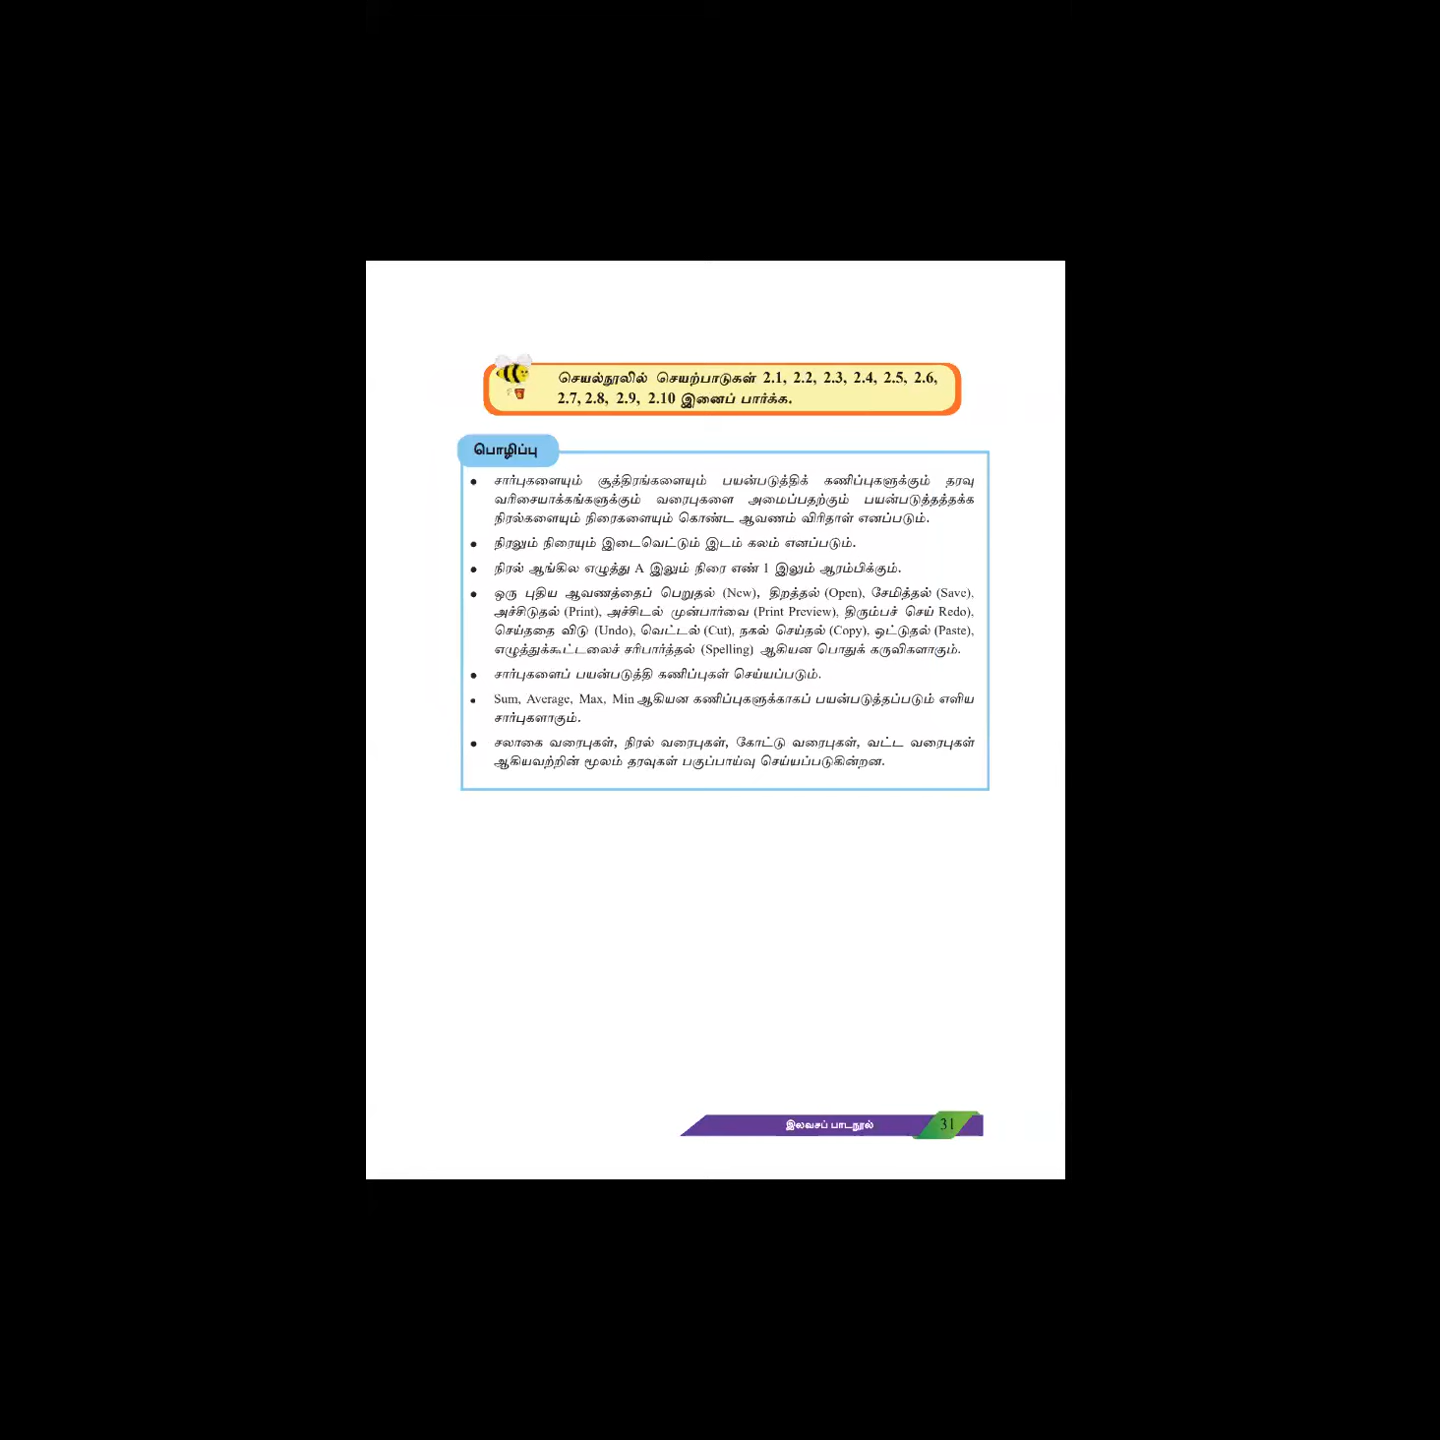 செயல்நூலில் செயற்பாடுகள் 2.1, 2.2, 2.3, 2.4, 2.5, 2.6,
2.7, 2.8, 2.9, 2.10 இனைப் பார்க்க.
பொழிப்பு
● சார்புகளையும் சூத்திரங்களையும் பயன்படுத்திக் கணிப்புகளுக்கும் தரவு
வரிசையாக்கங்களுக்கும் வரைபுகளை அமைப்பதற்கும் பயன்படுத்தத்தக்க
நிரல்களையும் நிரைகளையும் கொண்ட ஆவணம் விரிதாள் எனப்படும்.
● நிரலும் நிரையும் இடைவெட்டும் இடம் கலம் எனப்படும்.
● நிரல் ஆங்கில எழுத்து A இலும் நிரை எண் 1 இலும் ஆரம்பிக்கும்.
● ஒரு புதிய ஆவணத்தைப் பெறுதல் (New), திறத்தல் (Open), சேமித்தல் (Save),
அச்சிடுதல் (Print), அச்சிடல் முன்பார்வை (Print Preview), திரும்பச் செய் Redo),
செய்ததை விடு (Undo), வெட்டல் (Cut), நகல் செய்தல் (Copy), ஒட்டுதல் (Paste),
எழுத்துக்கூட்டலைச் சரிபார்த்தல் (Spelling) ஆகியன பொதுக் கருவிகளாகும்.
● சார்புகளைப் பயன்படுத்தி கணிப்புகள் செய்யப்படும்.
● Sum, Average, Max, Min ஆகியன கணிப்புகளுக்காகப் பயன்படுத்தப்படும் எளிய
சார்புகளாகும்.
● சலாகை வரைபுகள், நிரல் வரைபுகள், கோட்டு வரைபுகள், வட்ட வரைபுகள்
ஆகியவற்றின் மூலம் தரவுகள் பகுப்பாய்வு செய்யப்படுகின்றன.
இலவசப் பாடநூல் 31